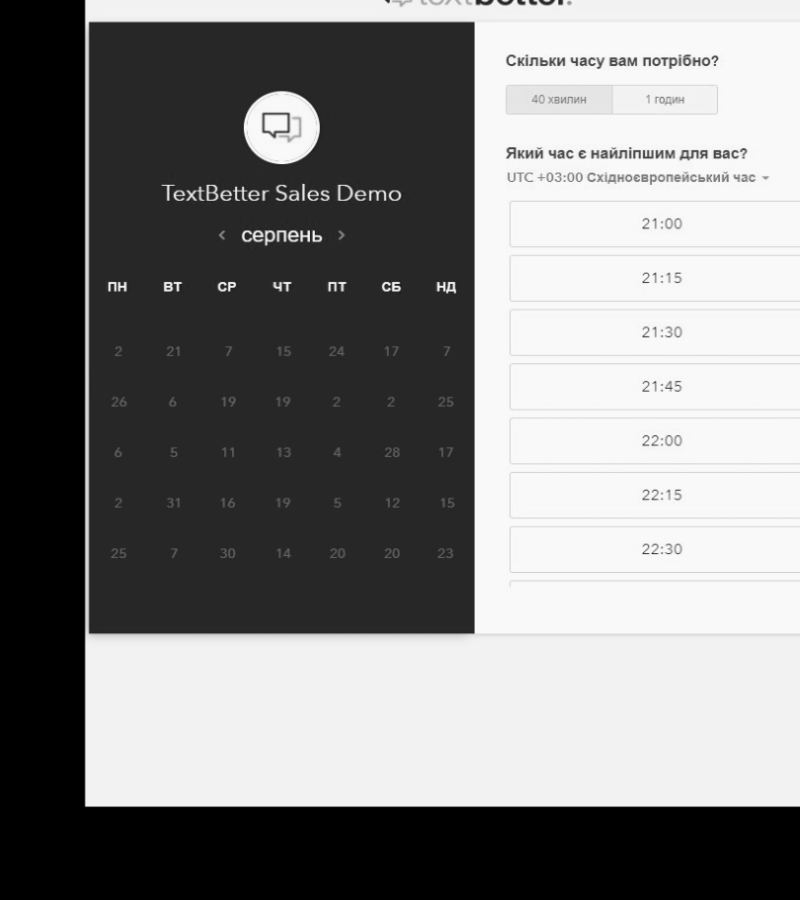 textbetter.
TextBetter Sales Demo
‹ серпень ›
ПН ВТ СР ЧТ ПТ СБ НД
2 21 7 15 24 17 7
26 6 19 19 2 2 25
6 5 11 13 4 28 17
2 31 16 19 5 12 15
25 7 30 14 20 20 23
Скільки часу вам потрібно?
40 хвилин 1 годин
Який час є найліпшим для вас?
UTC +03:00 Східноєвропейський час
21:00
21:15
21:30
21:45
22:00
22:15
22:30